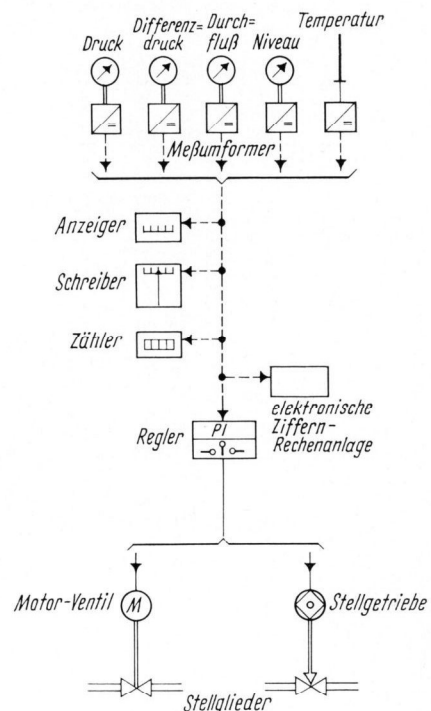 Druck
Differenz=
druck
Durch=
fluß
Niveau
Temperatur
Meßumformer
Anzeiger
Schreiber
Zähler
elektronische
Ziffern-
Rechenanlage
Regler
PI
Motor-Ventil
M
Stellgetriebe
Stellglieder